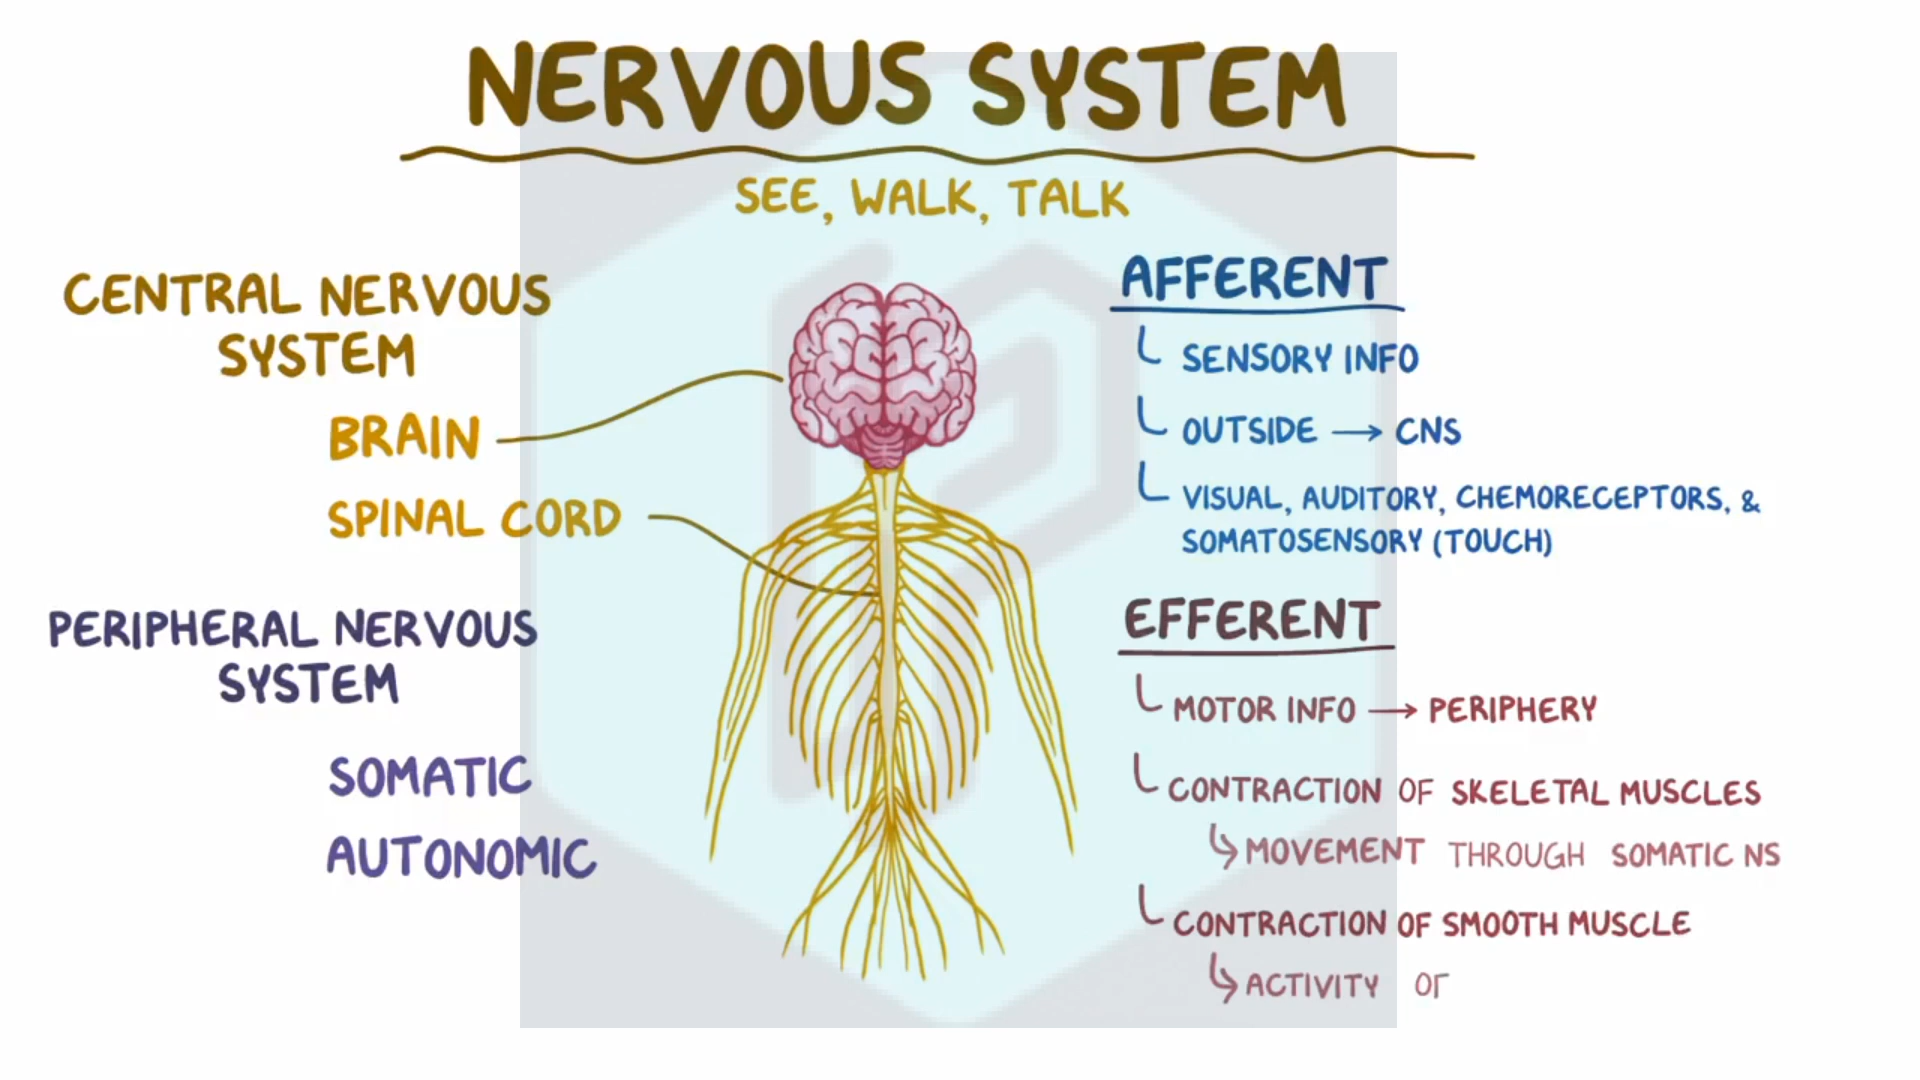 NERVOUS SYSTEM
SEE, WALK, TALK
CENTRAL NERVOUS
SYSTEM
BRAIN
SPINAL CORD
PERIPHERAL NERVOUS
SYSTEM
SOMATIC
AUTONOMIC
AFFERENT
SENSORY INFO
OUTSIDE → CNS
VISUAL, AUDITORY, CHEMORECEPTORS, &
SOMATOSENSORY (TOUCH)
EFFERENT
MOTOR INFO → PERIPHERY
CONTRACTION OF SKELETAL MUSCLES
↳ MOVEMENT THROUGH SOMATIC NS
CONTRACTION OF SMOOTH MUSCLE
↳ ACTIVITY